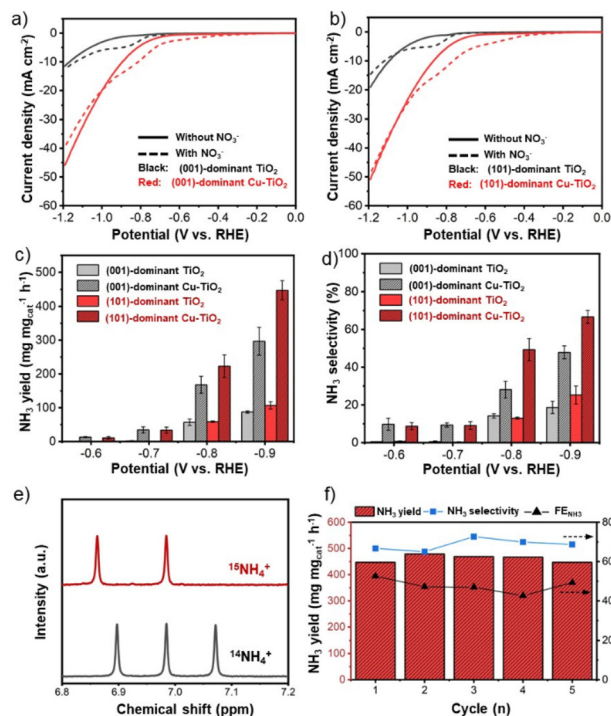 a)
0
-10
-20
-30
-40
-50
-60
Current density (mA cm⁻²)
Without NO₃⁻
With NO₃⁻
Black: (001)-dominant TiO₂
Red: (001)-dominant Cu-TiO₂
-1.2 -1.0 -0.8 -0.6 -0.4 -0.2 0.0
Potential (V vs. RHE)
b)
0
-10
-20
-30
-40
-50
-60
Current density (mA cm⁻²)
Without NO₃⁻
With NO₃⁻
Black: (101)-dominant TiO₂
Red: (101)-dominant Cu-TiO₂
-1.2 -1.0 -0.8 -0.6 -0.4 -0.2 0.0
Potential (V vs. RHE)
c)
500
400
300
200
100
0
NH₃ yield (mg mg_cat⁻¹ h⁻¹)
(001)-dominant TiO₂
(001)-dominant Cu-TiO₂
(101)-dominant TiO₂
(101)-dominant Cu-TiO₂
-0.6 -0.7 -0.8 -0.9
Potential (V vs. RHE)
d)
100
80
60
40
20
0
NH₃ selectivity (%)
(001)-dominant TiO₂
(001)-dominant Cu-TiO₂
(101)-dominant TiO₂
(101)-dominant Cu-TiO₂
-0.6 -0.7 -0.8 -0.9
Potential (V vs. RHE)
e)
Intensity (a.u.)
¹⁵NH₄⁺
¹⁴NH₄⁺
6.8 6.9 7.0 7.1 7.2
Chemical shift (ppm)
f)
NH₃ yield NH₃ selectivity FE_NH3
600
500
400
300
200
100
0
NH₃ yield (mg mg_cat⁻¹ h⁻¹)
80
60
40
20
0
1 2 3 4 5
Cycle (n)